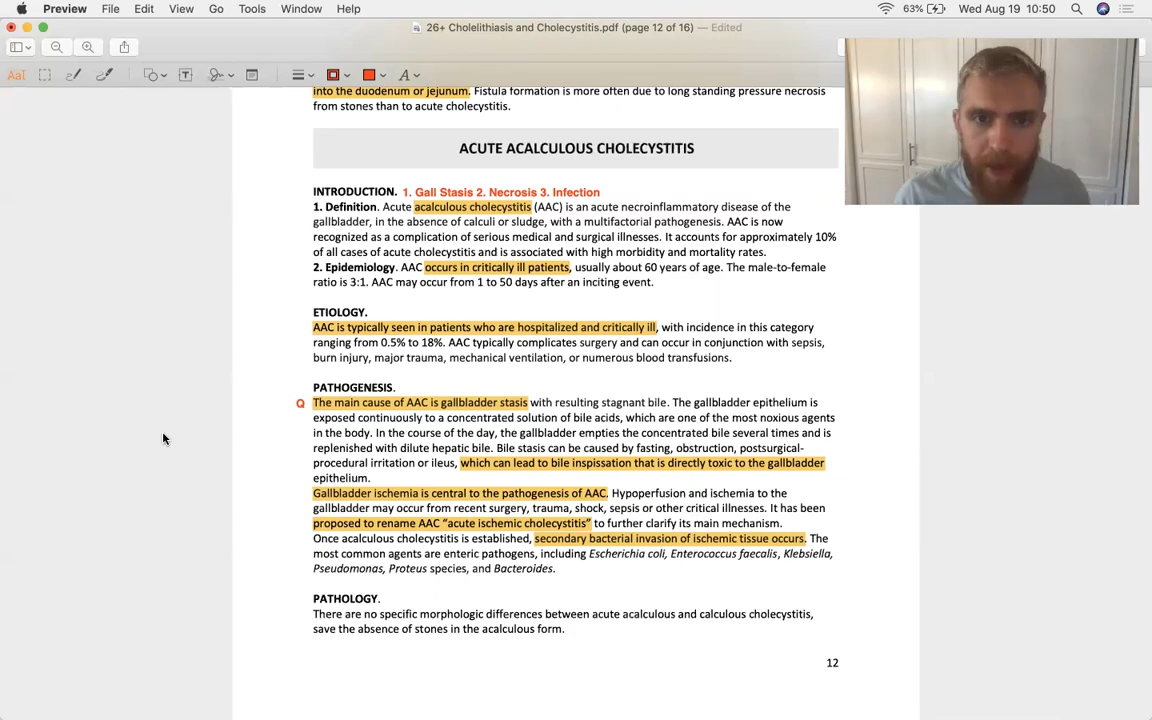 Preview File Edit View Go Tools Window Help 63% Wed Aug 19 10:50
26+ Cholelithiasis and Cholecystitis.pdf (page 12 of 16) — Edited
AaI A
into the duodenum or jejunum. Fistula formation is more often due to long standing pressure necrosis
from stones than to acute cholecystitis.
ACUTE ACALCULOUS CHOLECYSTITIS
INTRODUCTION. 1. Gall Stasis 2. Necrosis 3. Infection
1. Definition. Acute acalculous cholecystitis (AAC) is an acute necroinflammatory disease of the
gallbladder, in the absence of calculi or sludge, with a multifactorial pathogenesis. AAC is now
recognized as a complication of serious medical and surgical illnesses. It accounts for approximately 10%
of all cases of acute cholecystitis and is associated with high morbidity and mortality rates.
2. Epidemiology. AAC occurs in critically ill patients, usually about 60 years of age. The male-to-female
ratio is 3:1. AAC may occur from 1 to 50 days after an inciting event.
ETIOLOGY.
AAC is typically seen in patients who are hospitalized and critically ill, with incidence in this category
ranging from 0.5% to 18%. AAC typically complicates surgery and can occur in conjunction with sepsis,
burn injury, major trauma, mechanical ventilation, or numerous blood transfusions.
PATHOGENESIS.
Q The main cause of AAC is gallbladder stasis with resulting stagnant bile. The gallbladder epithelium is
exposed continuously to a concentrated solution of bile acids, which are one of the most noxious agents
in the body. In the course of the day, the gallbladder empties the concentrated bile several times and is
replenished with dilute hepatic bile. Bile stasis can be caused by fasting, obstruction, postsurgical-
procedural irritation or ileus, which can lead to bile inspissation that is directly toxic to the gallbladder
epithelium.
Gallbladder ischemia is central to the pathogenesis of AAC. Hypoperfusion and ischemia to the
gallbladder may occur from recent surgery, trauma, shock, sepsis or other critical illnesses. It has been
proposed to rename AAC “acute ischemic cholecystitis” to further clarify its main mechanism.
Once acalculous cholecystitis is established, secondary bacterial invasion of ischemic tissue occurs. The
most common agents are enteric pathogens, including Escherichia coli, Enterococcus faecalis, Klebsiella,
Pseudomonas, Proteus species, and Bacteroides.
PATHOLOGY.
There are no specific morphologic differences between acute acalculous and calculous cholecystitis,
save the absence of stones in the acalculous form.
12